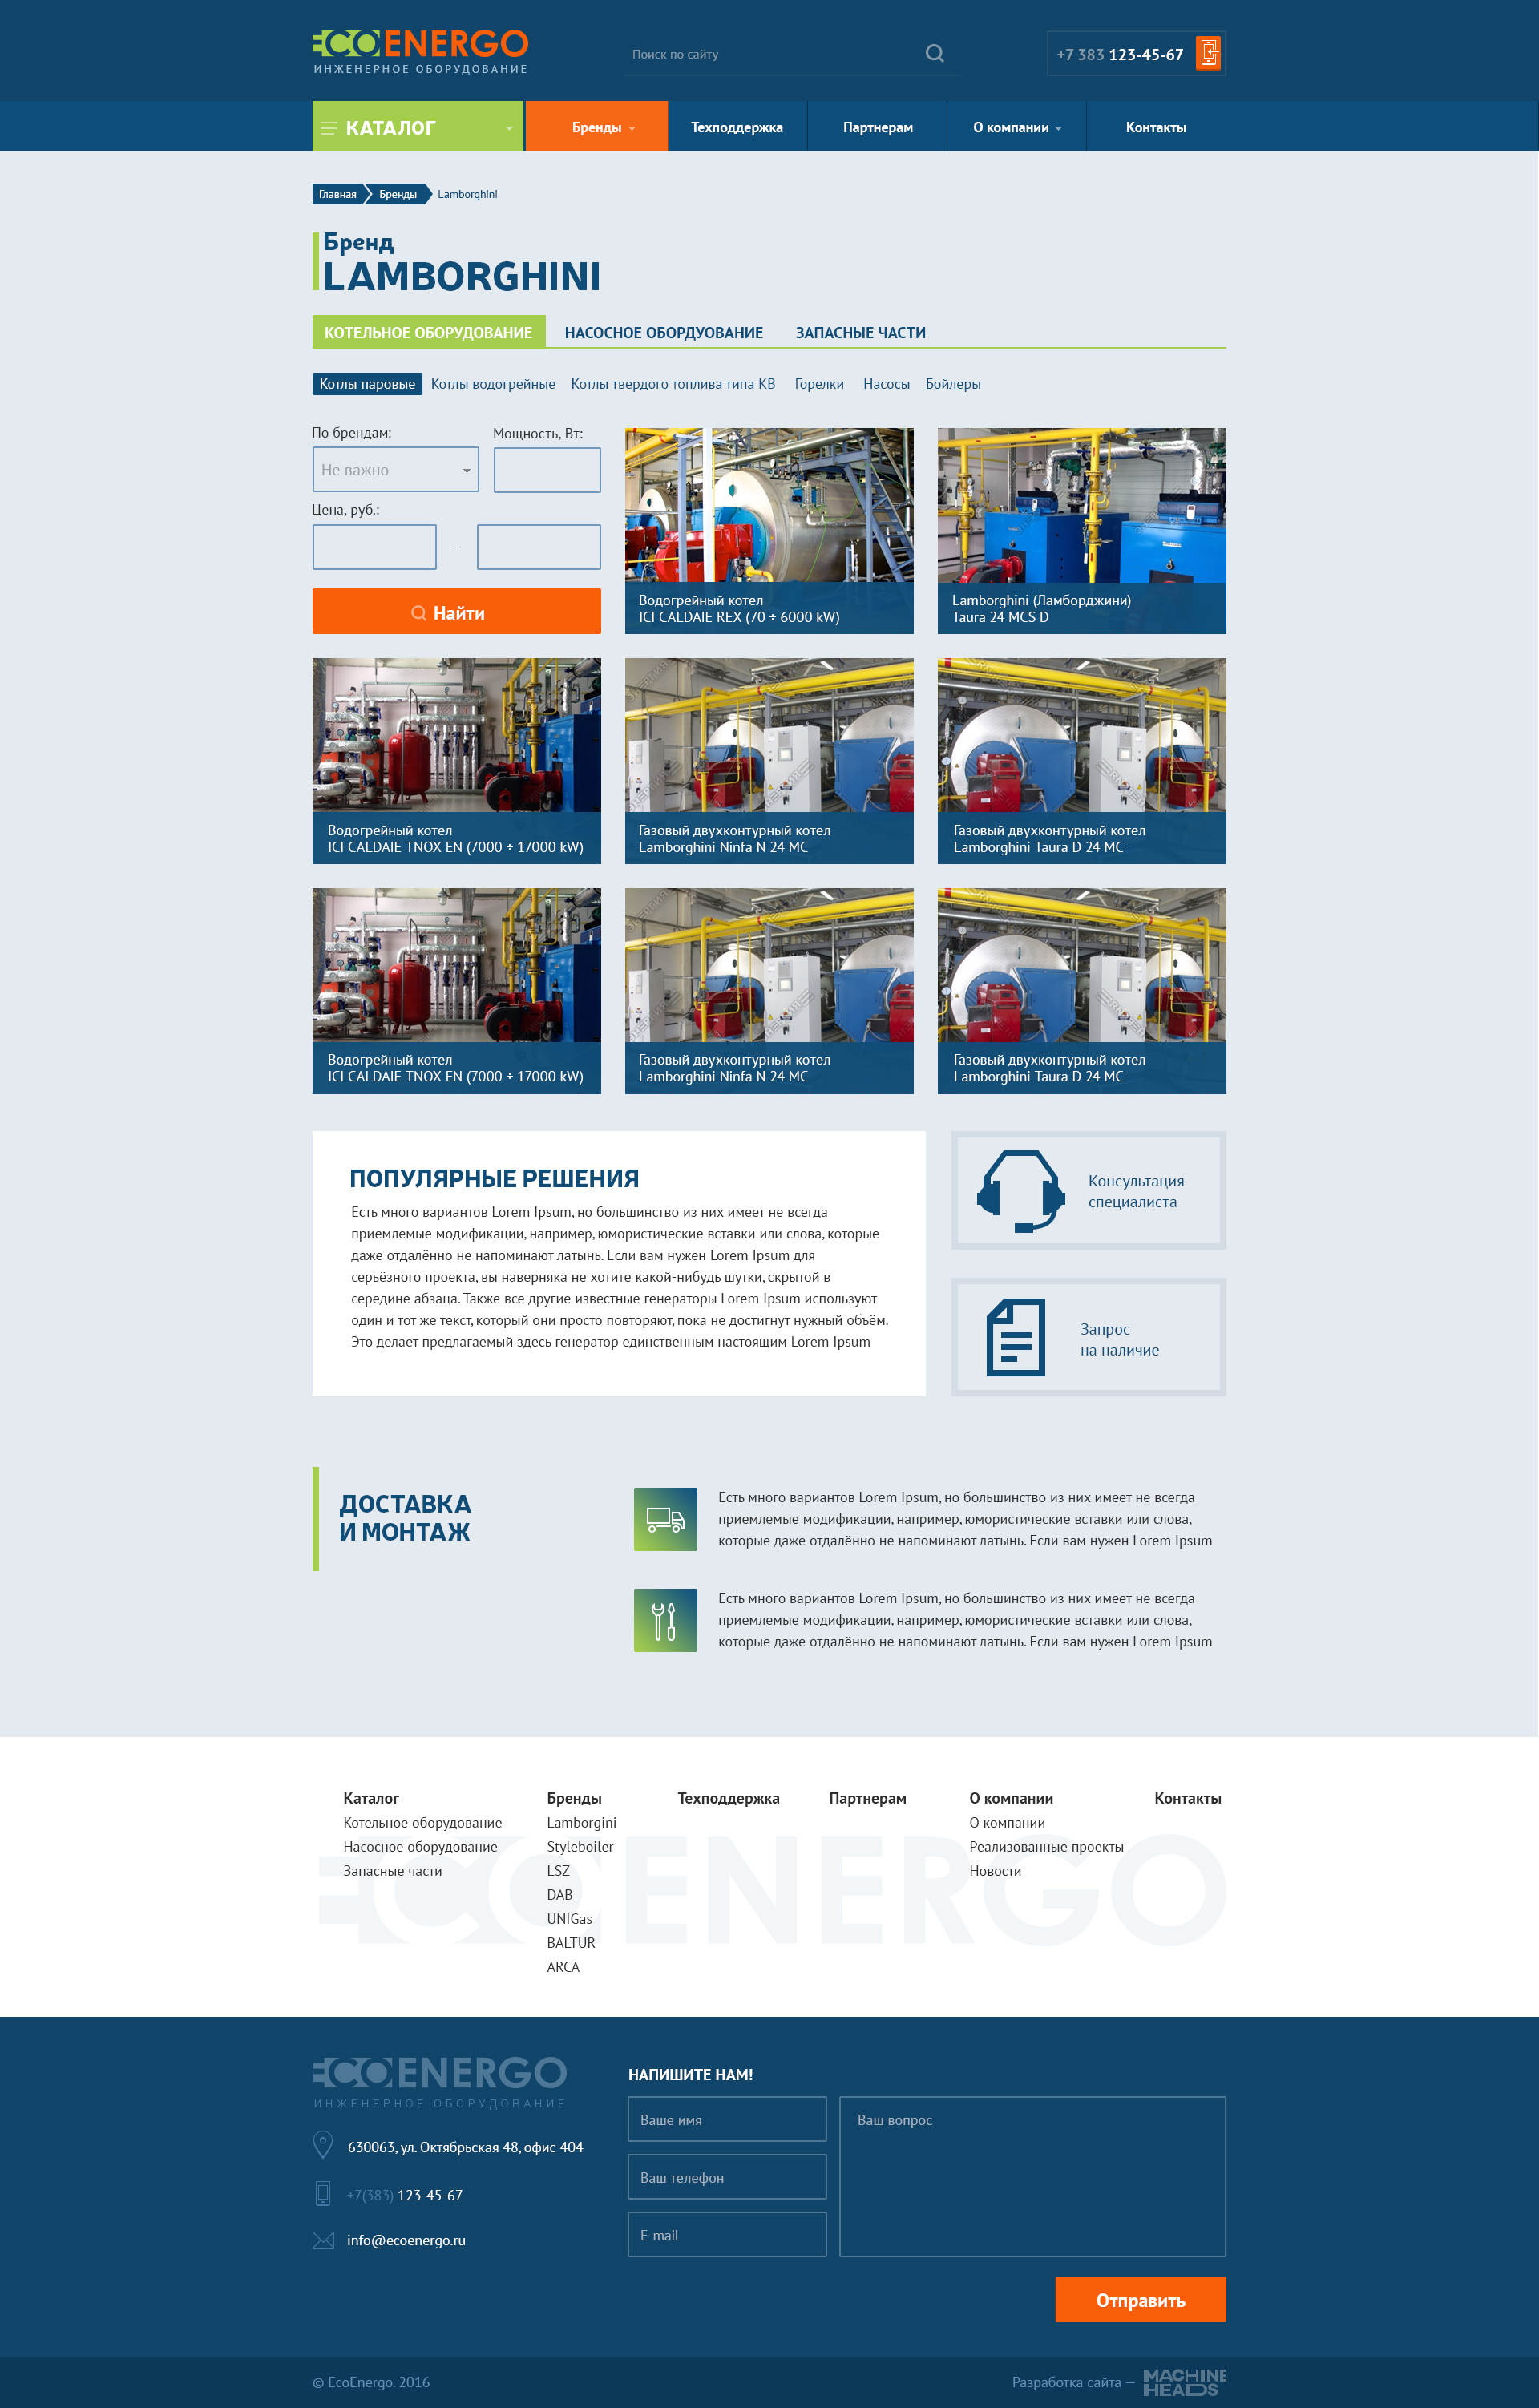 ECOENERGO
ИНЖЕНЕРНОЕ ОБОРУДОВАНИЕ
Поиск по сайту
+7 383 123-45-67
КАТАЛОГ
Бренды
Техподдержка
Партнерам
О компании
Контакты
Главная
Бренды
Lamborghini
Бренд
LAMBORGHINI
КОТЕЛЬНОЕ ОБОРУДОВАНИЕ
НАСОСНОЕ ОБОРДУОВАНИЕ
ЗАПАСНЫЕ ЧАСТИ
Котлы паровые
Котлы водогрейные
Котлы твердого топлива типа КВ
Горелки
Насосы
Бойлеры
По брендам:
Мощность, Вт:
Не важно
Цена, руб.:
-
Найти
Водогрейный котел
ICI CALDAIE REX (70 ÷ 6000 kW)
Lamborghini (Ламборджини)
Taura 24 MCS D
Водогрейный котел
ICI CALDAIE TNOX EN (7000 ÷ 17000 kW)
Газовый двухконтурный котел
Lamborghini Ninfa N 24 MC
Газовый двухконтурный котел
Lamborghini Taura D 24 MC
Водогрейный котел
ICI CALDAIE TNOX EN (7000 ÷ 17000 kW)
Газовый двухконтурный котел
Lamborghini Ninfa N 24 MC
Газовый двухконтурный котел
Lamborghini Taura D 24 MC
ПОПУЛЯРНЫЕ РЕШЕНИЯ
Есть много вариантов Lorem Ipsum, но большинство из них имеет не всегда
приемлемые модификации, например, юмористические вставки или слова, которые
даже отдалённо не напоминают латынь. Если вам нужен Lorem Ipsum для
серьёзного проекта, вы наверняка не хотите какой-нибудь шутки, скрытой в
середине абзаца. Также все другие известные генераторы Lorem Ipsum используют
один и тот же текст, который они просто повторяют, пока не достигнут нужный объём.
Это делает предлагаемый здесь генератор единственным настоящим Lorem Ipsum
Консультация
специалиста
Запрос
на наличие
ДОСТАВКА
И МОНТАЖ
Есть много вариантов Lorem Ipsum, но большинство из них имеет не всегда
приемлемые модификации, например, юмористические вставки или слова,
которые даже отдалённо не напоминают латынь. Если вам нужен Lorem Ipsum
Есть много вариантов Lorem Ipsum, но большинство из них имеет не всегда
приемлемые модификации, например, юмористические вставки или слова,
которые даже отдалённо не напоминают латынь. Если вам нужен Lorem Ipsum
Каталог
Котельное оборудование
Насосное оборудование
Запасные части
Бренды
Lamborgini
Styleboiler
LSZ
DAB
UNIGas
BALTUR
ARCA
Техподдержка
Партнерам
О компании
О компании
Реализованные проекты
Новости
Контакты
ECOENERGO
ECOENERGO
ИНЖЕНЕРНОЕ ОБОРУДОВАНИЕ
630063, ул. Октябрьская 48, офис 404
+7(383) 123-45-67
info@ecoenergo.ru
НАПИШИТЕ НАМ!
Ваше имя
Ваш телефон
E-mail
Ваш вопрос
Отправить
© EcoEnergo. 2016
Разработка сайта —
MACHINE
HEADS